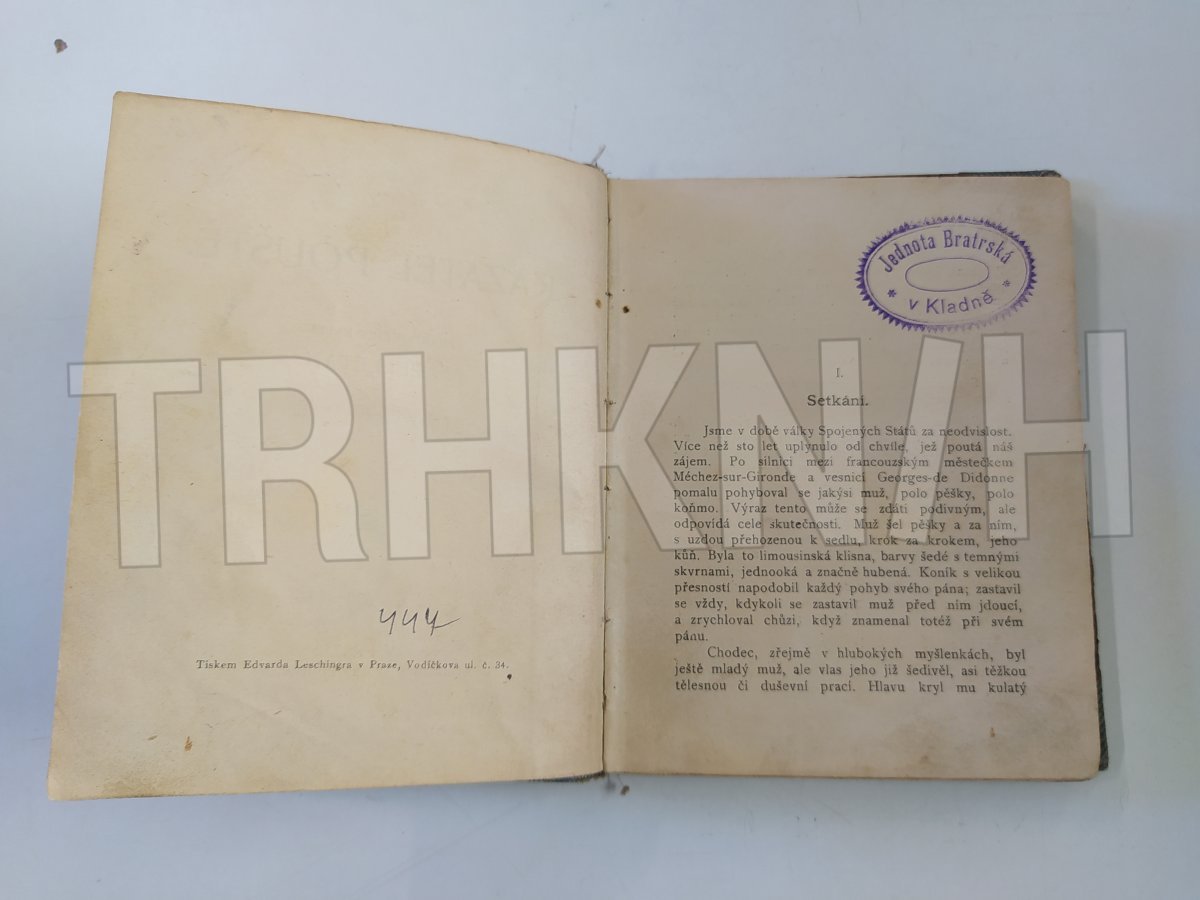 444
Tiskem Edvarda Leschingra v Praze, Vodičkova ul. č. 34.
Jednota Bratrská
* v Kladně *
I.
Setkání.
Jsme v době války Spojených Států za neodvislost.
Více než sto let uplynulo od chvíle, jež poutá náš
zájem. Po silnici mezi francouzským městečkem
Méchez-sur-Gironde a vesnicí Georges-de Didonne
pomalu pohyboval se jakýsi muž, polo pěšky, polo
koňmo. Výraz tento může se zdáti podivným, ale
odpovídá cele skutečnosti. Muž šel pěšky a za ním,
s uzdou přehozenou k sedlu, krok za krokem, jeho
kůň. Byla to limousinská klisna, barvy šedé s temnými
skvrnami, jednooká a značně hubená. Koník s velikou
přesností napodobil každý pohyb svého pána; zastavil
se vždy, kdykoli se zastavil muž před ním jdoucí,
a zrychloval chůzi, když znamenal totéž při svém
pánu.
Chodec, zřejmě v hlubokých myšlenkách, byl
ještě mladý muž, ale vlas jeho již šedivěl, asi těžkou
tělesnou či duševní prací. Hlavu kryl mu kulatý
TRHKNIH